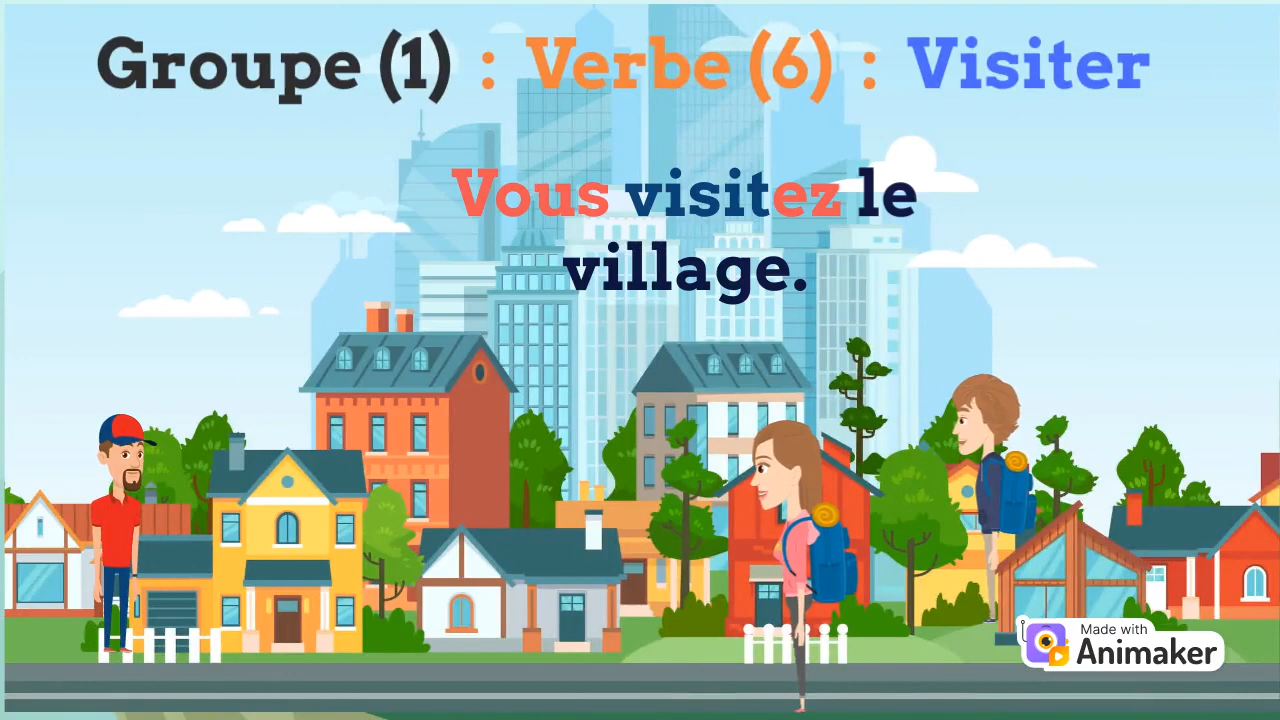 Groupe (1) : Verbe (6) : Visiter
Vous visitez le
village.
Made with
Animaker